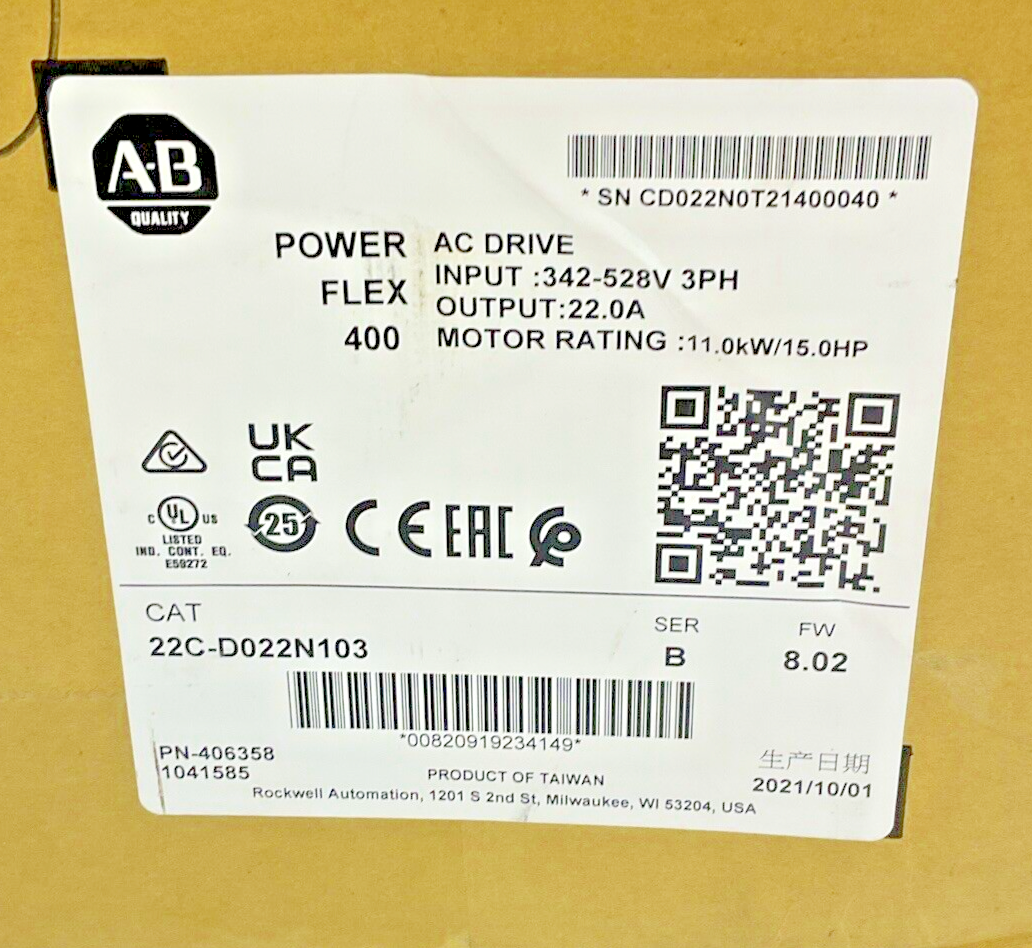 A-B
QUALITY
* SN CD022N0T21400040 *
POWER
FLEX
400
AC DRIVE
INPUT :342-528V 3PH
OUTPUT:22.0A
MOTOR RATING :11.0kW/15.0HP
UK
CA
C UL US
LISTED
IND. CONT. EQ.
E59272
25
CE
EAC
CAT
22C-D022N103
SER
B
FW
8.02
*00820919234149*
PN-406358
1041585
PRODUCT OF TAIWAN
Rockwell Automation, 1201 S 2nd St, Milwaukee, WI 53204, USA
生产日期
2021/10/01